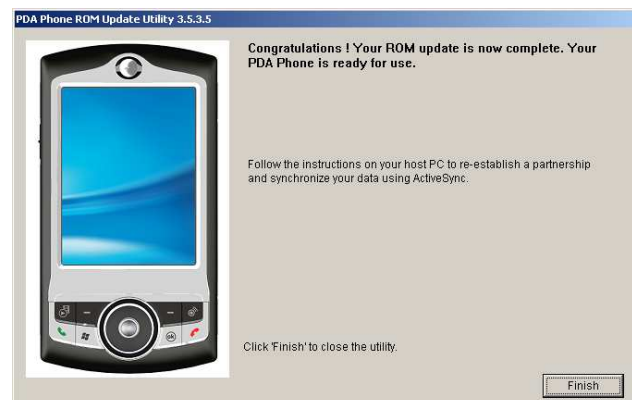 PDA Phone ROM Update Utility 3.5.3.5
Congratulations ! Your ROM update is now complete. Your
PDA Phone is ready for use.
Follow the instructions on your host PC to re-establish a partnership
and synchronize your data using ActiveSync.
ok
Click 'Finish' to close the utility.
Finish